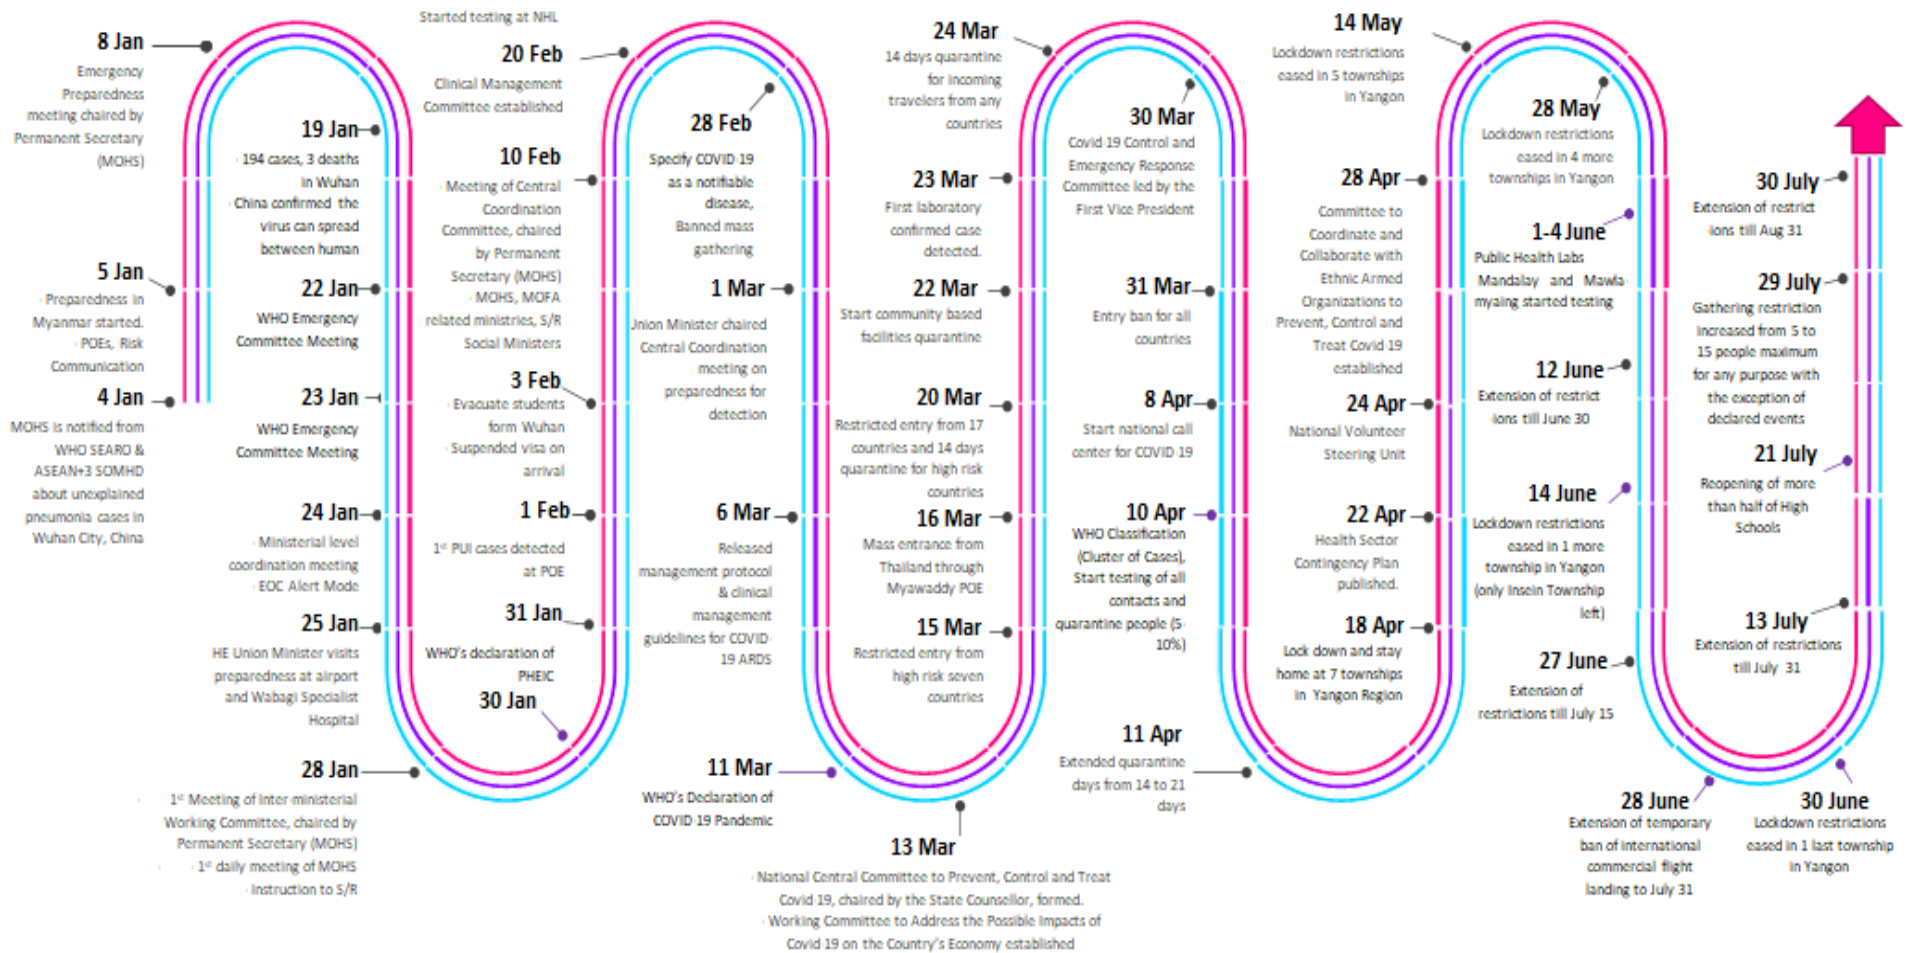 8 Jan
Emergency
Preparedness
meeting chaired by
Permanent Secretary
(MOHS)
5 Jan
· Preparedness in
Myanmar started.
· POEs, Risk
Communication
4 Jan
MOHS is notified from
WHO SEARO &
ASEAN+3 SOMHD
about unexplained
pneumonia cases in
Wuhan City, China
19 Jan
· 194 cases, 3 deaths
in Wuhan
· China confirmed the
virus can spread
between human
22 Jan
WHO Emergency
Committee Meeting
23 Jan
WHO Emergency
Committee Meeting
24 Jan
· Ministerial level
coordination meeting
· EOC Alert Mode
25 Jan
HE Union Minister visits
preparedness at airport
and Wabagi Specialist
Hospital
28 Jan
· 1st Meeting of Inter-ministerial
Working Committee, chaired by
Permanent Secretary (MOHS)
· 1st daily meeting of MOHS
· Instruction to S/R
Started testing at NHL
20 Feb
Clinical Management
Committee established
10 Feb
· Meeting of Central
Coordination
Committee, chaired
by Permanent
Secretary (MOHS)
· MOHS, MOFA
related ministries, S/R
Social Ministers
3 Feb
· Evacuate students
form Wuhan
· Suspended visa on
arrival
1 Feb
1st PUI cases detected
at POE
31 Jan
WHO's declaration of
PHEIC
30 Jan
28 Feb
Specify COVID-19
as a notifiable
disease,
Banned mass
gathering
1 Mar
Union Minister chaired
Central Coordination
meeting on
preparedness for
detection
6 Mar
Released
management protocol
& clinical
management
guidelines for COVID-
19 ARDS
11 Mar
WHO's Declaration of
COVID-19 Pandemic
13 Mar
· National Central Committee to Prevent, Control and Treat
Covid-19, chaired by the State Counsellor, formed.
· Working Committee to Address the Possible Impacts of
Covid-19 on the Country's Economy established
24 Mar
14 days quarantine
for incoming
travelers from any
countries
23 Mar
First laboratory
confirmed case
detected.
22 Mar
Start community based
facilities quarantine
20 Mar
Restricted entry from 17
countries and 14 days
quarantine for high risk
countries
16 Mar
Mass entrance from
Thailand through
Myawaddy POE
15 Mar
Restricted entry from
high risk seven
countries
30 Mar
Covid-19 Control and
Emergency Response
Committee led by the
First Vice President
31 Mar
Entry ban for all
countries
8 Apr
Start national call
center for COVID-19
10 Apr
WHO Classification
(Cluster of Cases),
Start testing of all
contacts and
quarantine people (5-
10%)
11 Apr
Extended quarantine
days from 14 to 21
days
14 May
Lockdown restrictions
eased in 5 townships
in Yangon
28 Apr
Committee to
Coordinate and
Collaborate with
Ethnic Armed
Organizations to
Prevent, Control and
Treat Covid-19
established
24 Apr
National Volunteer
Steering Unit
22 Apr
Health Sector
Contingency Plan
published.
18 Apr
Lock down and stay
home at 7 townships
in Yangon Region
28 May
Lockdown restrictions
eased in 4 more
townships in Yangon
1-4 June
Public Health Labs
Mandalay and Mawla-
myaing started testing
12 June
Extension of restrict
ions till June 30
14 June
Lockdown restrictions
eased in 1 more
township in Yangon
(only Insein Township
left)
27 June
Extension of
restrictions till July 15
28 June
Extension of temporary
ban of international
commercial flight
landing to July 31
30 June
Lockdown restrictions
eased in 1 last township
in Yangon
30 July
Extension of restrict
ions till Aug 31
29 July
Gathering restriction
increased from 5 to
15 people maximum
for any purpose with
the exception of
declared events
21 July
Reopening of more
than half of High
Schools
13 July
Extension of restrictions
till July 31